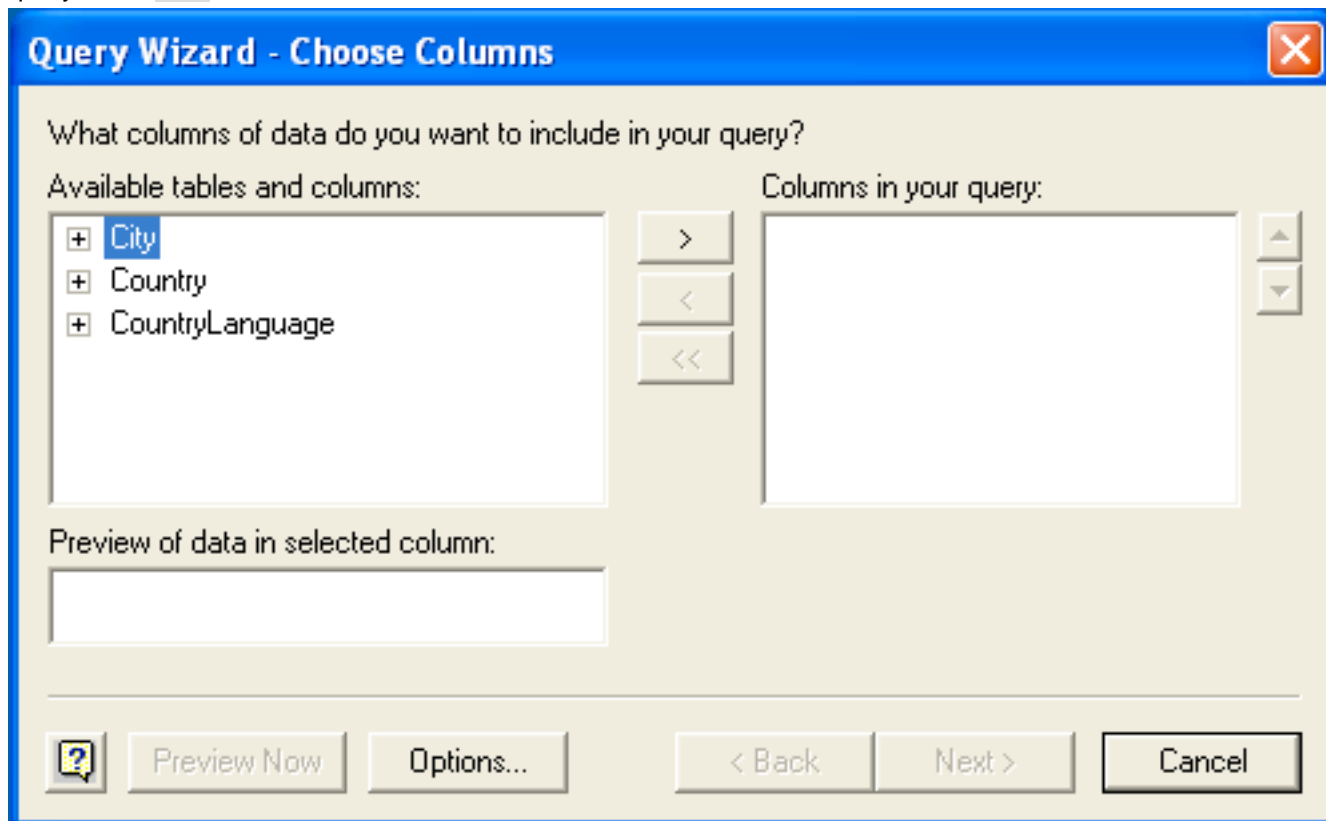 Query Wizard - Choose Columns
What columns of data do you want to include in your query?
Available tables and columns:
Columns in your query:
City
Country
CountryLanguage
>
<
<<
Preview of data in selected column:
?
Preview Now
Options...
< Back
Next >
Cancel